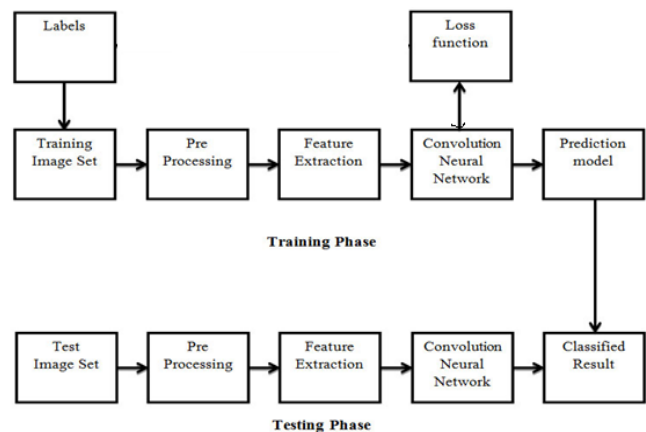 Labels
Loss
function
Training
Image Set
Pre
Processing
Feature
Extraction
Convolution
Neural
Network
Prediction
model
Training Phase
Test
Image Set
Pre
Processing
Feature
Extraction
Convolution
Neural
Network
Classified
Result
Testing Phase